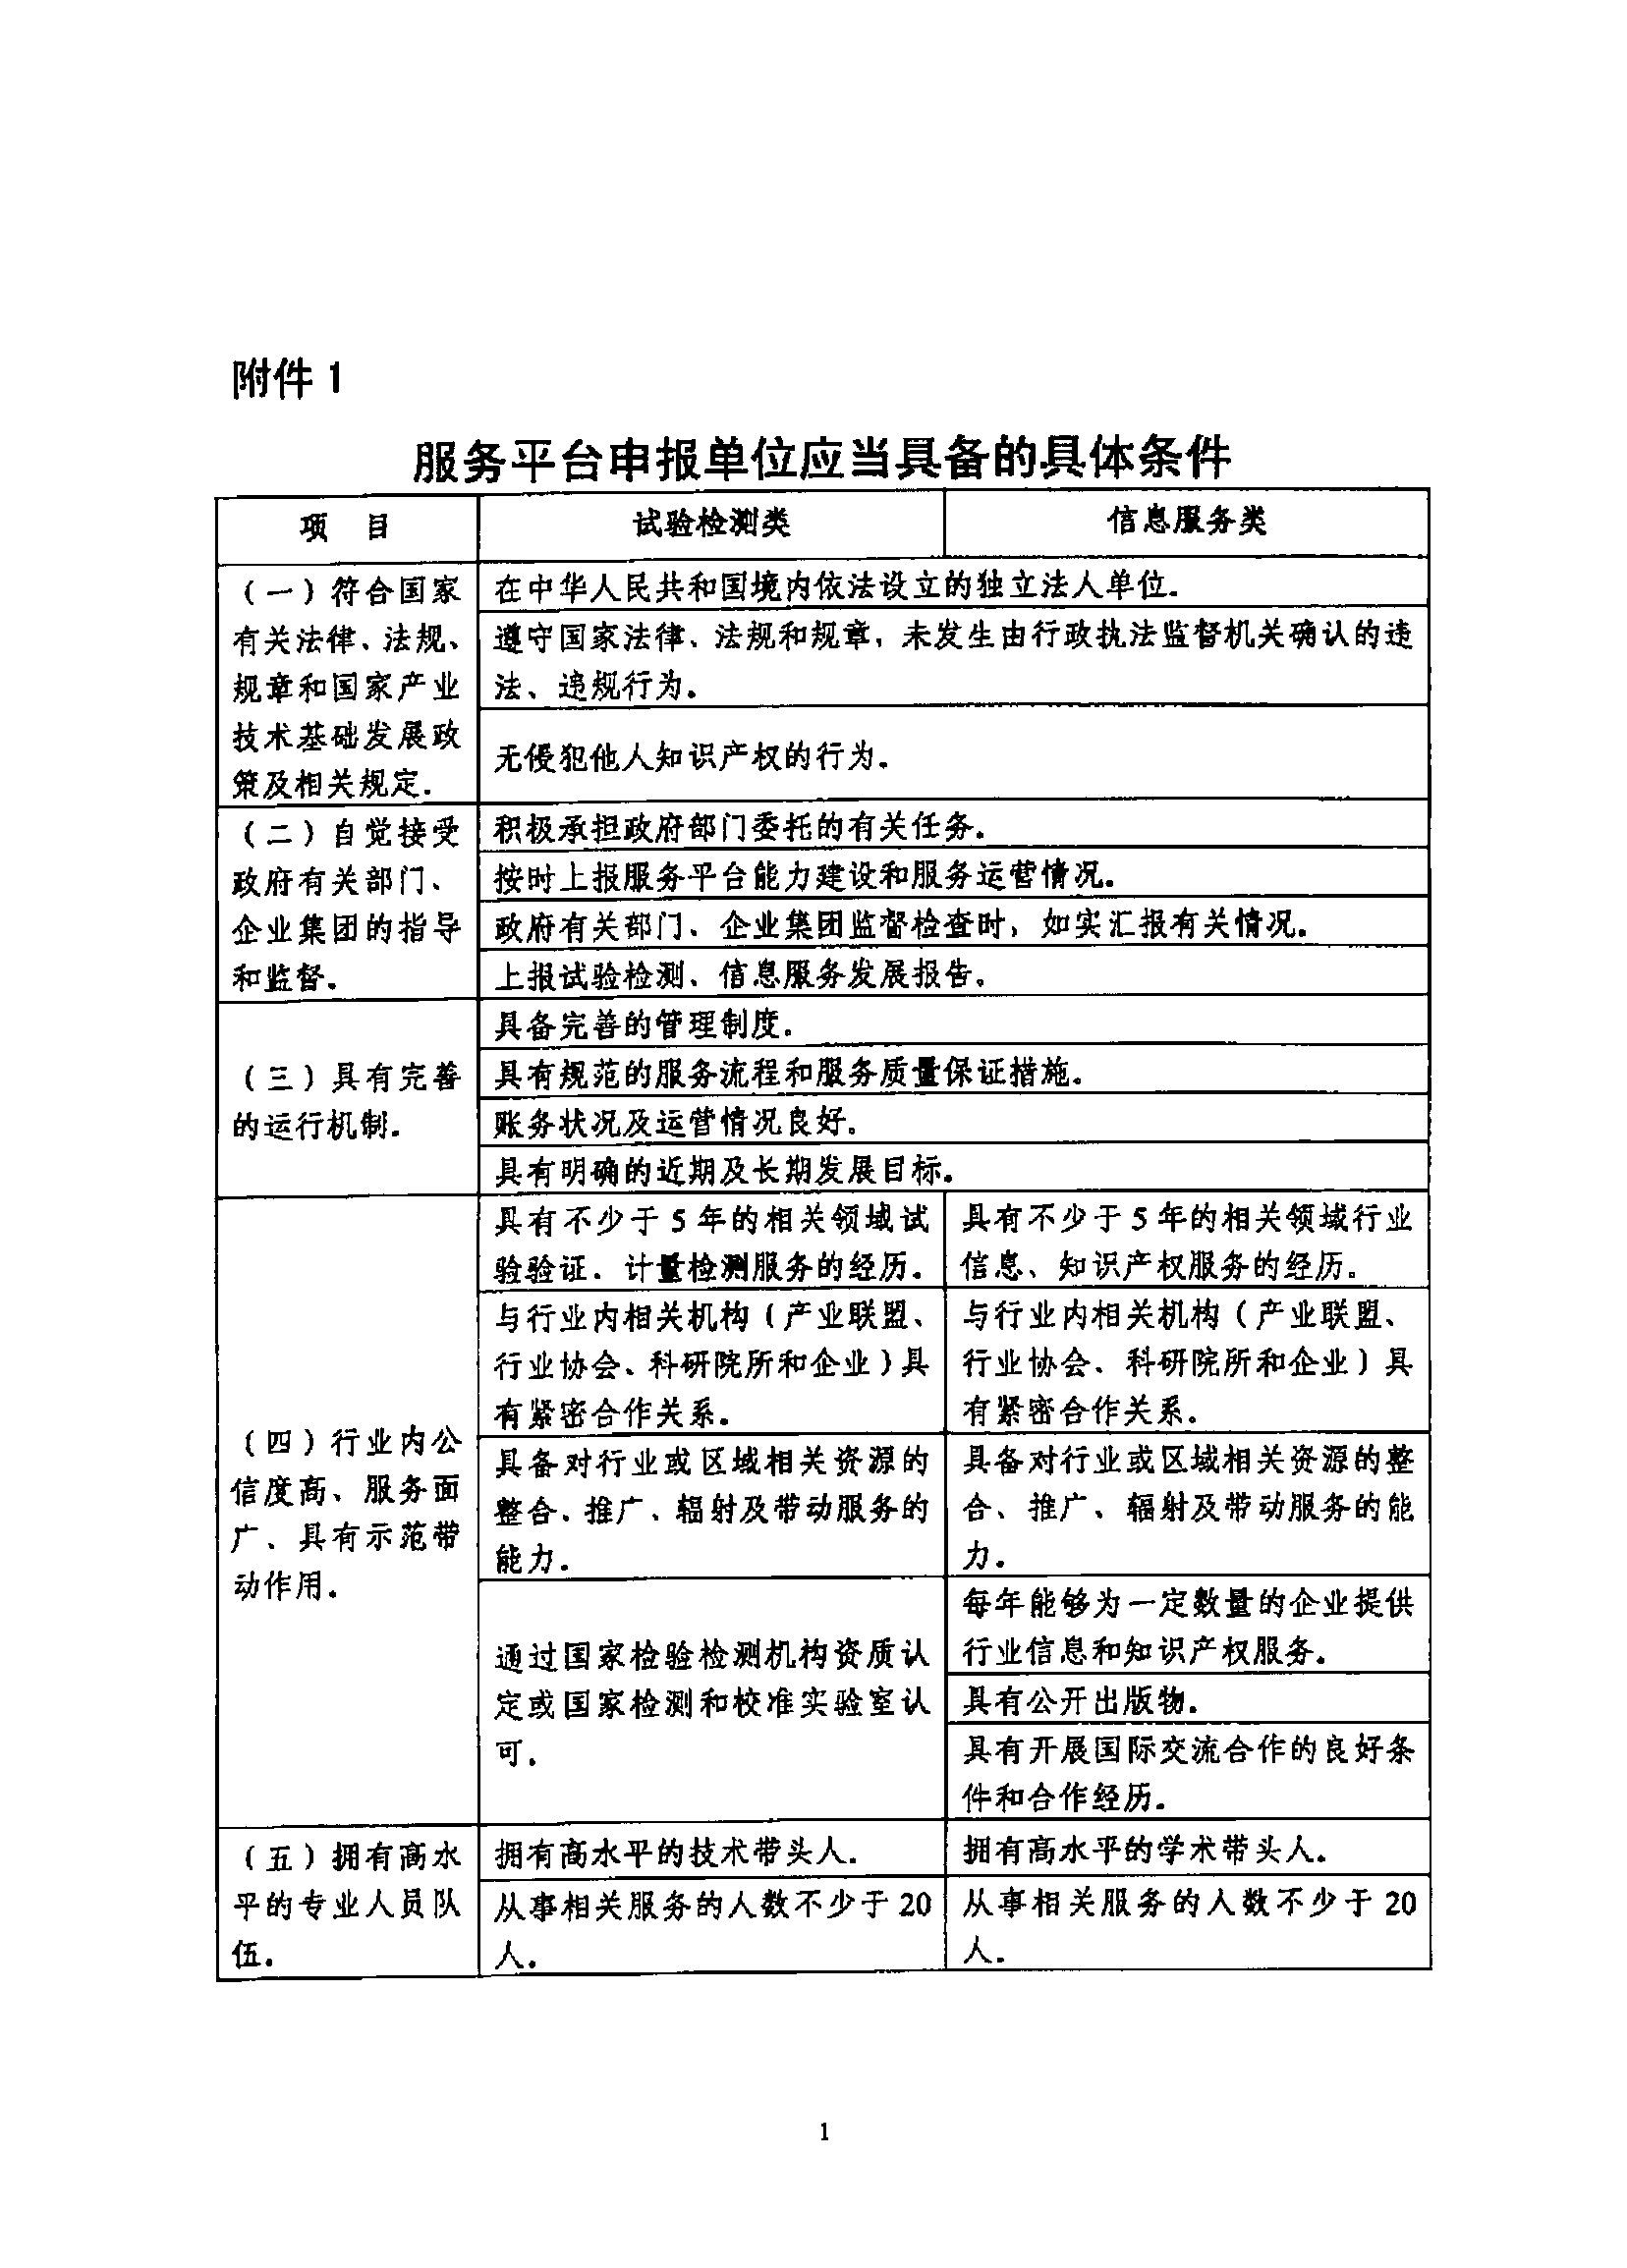 附件 1
服务平台申报单位应当具备的具体条件
项 目
试验检测类
信息服务类
（一）符合国家
有关法律、法规、
规章和国家产业
技术基础发展政
策及相关规定。
在中华人民共和国境内依法设立的独立法人单位。
遵守国家法律、法规和规章，未发生由行政执法监督机关确认的违
法、违规行为。
无侵犯他人知识产权的行为。
（二）自觉接受
政府有关部门、
企业集团的指导
和监督。
积极承担政府部门委托的有关任务。
按时上报服务平台能力建设和服务运营情况。
政府有关部门、企业集团监督检查时，如实汇报有关情况。
上报试验检测、信息服务发展报告。
（三）具有完善
的运行机制。
具备完善的管理制度。
具有规范的服务流程和服务质量保证措施。
账务状况及运营情况良好。
具有明确的近期及长期发展目标。
（四）行业内公
信度高、服务面
广、具有示范带
动作用。
具有不少于 5 年的相关领域试
验验证、计量检测服务的经历。
与行业内相关机构（产业联盟、
行业协会、科研院所和企业）具
有紧密合作关系。
具备对行业或区域相关资源的
整合、推广、辐射及带动服务的
能力。
通过国家检验检测机构资质认
定或国家检测和校准实验室认
可。
具有不少于 5 年的相关领域行业
信息、知识产权服务的经历。
与行业内相关机构（产业联盟、
行业协会、科研院所和企业）具
有紧密合作关系。
具备对行业或区域相关资源的整
合、推广、辐射及带动服务的能
力。
每年能够为一定数量的企业提供
行业信息和知识产权服务。
具有公开出版物。
具有开展国际交流合作的良好条
件和合作经历。
（五）拥有高水
平的专业人员队
伍。
拥有高水平的技术带头人。
从事相关服务的人数不少于 20
人。
拥有高水平的学术带头人。
从事相关服务的人数不少于 20
人。
1